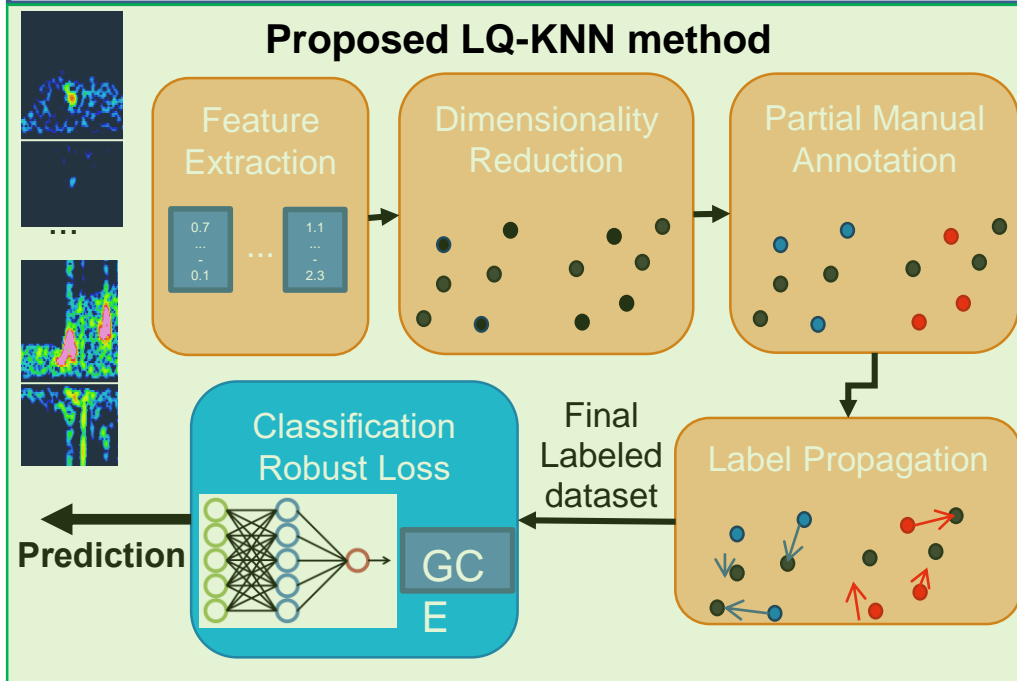 Proposed LQ-KNN method
...
Feature
Extraction
0.7
...
-
0.1
...
1.1
...
-
2.3
Dimensionality
Reduction
Partial Manual
Annotation
Label Propagation
Final
Labeled
dataset
Classification
Robust Loss
GC
E
Prediction